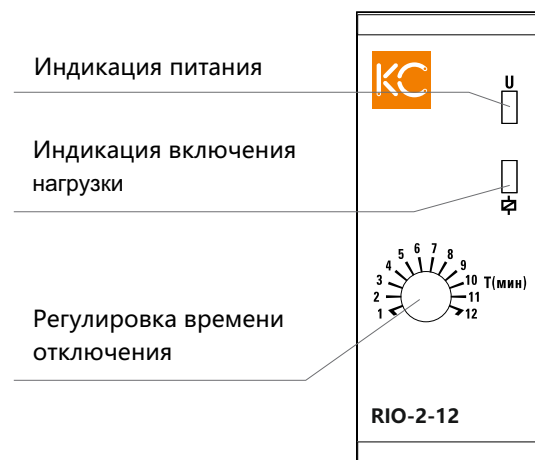 Индикация питания
KC
U
Индикация включения
нагрузки
6 7
5 8
4 9
3 10 T(мин)
2 11
1 12
Регулировка времени
отключения
RIO-2-12